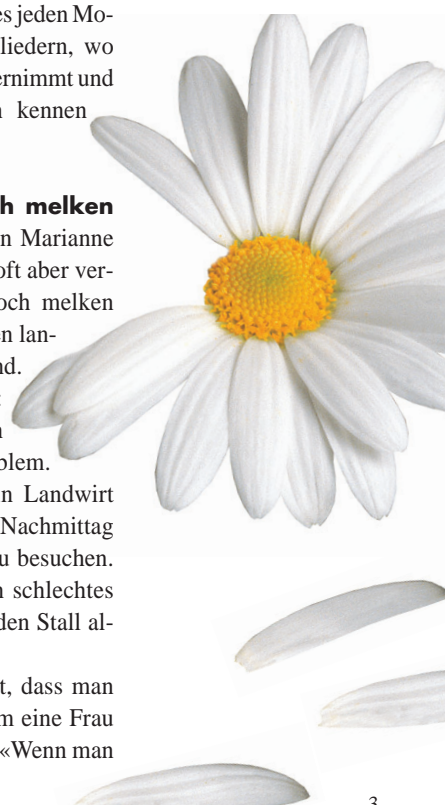 es jeden Mo-
liedern, wo
ernimmt und
kennen
h melken
n Marianne
oft aber ver-
och melken
en lan-
nd.
blem.
n Landwirt
Nachmittag
u besuchen.
n schlechtes
den Stall al-
t, dass man
m eine Frau
«Wenn man
3